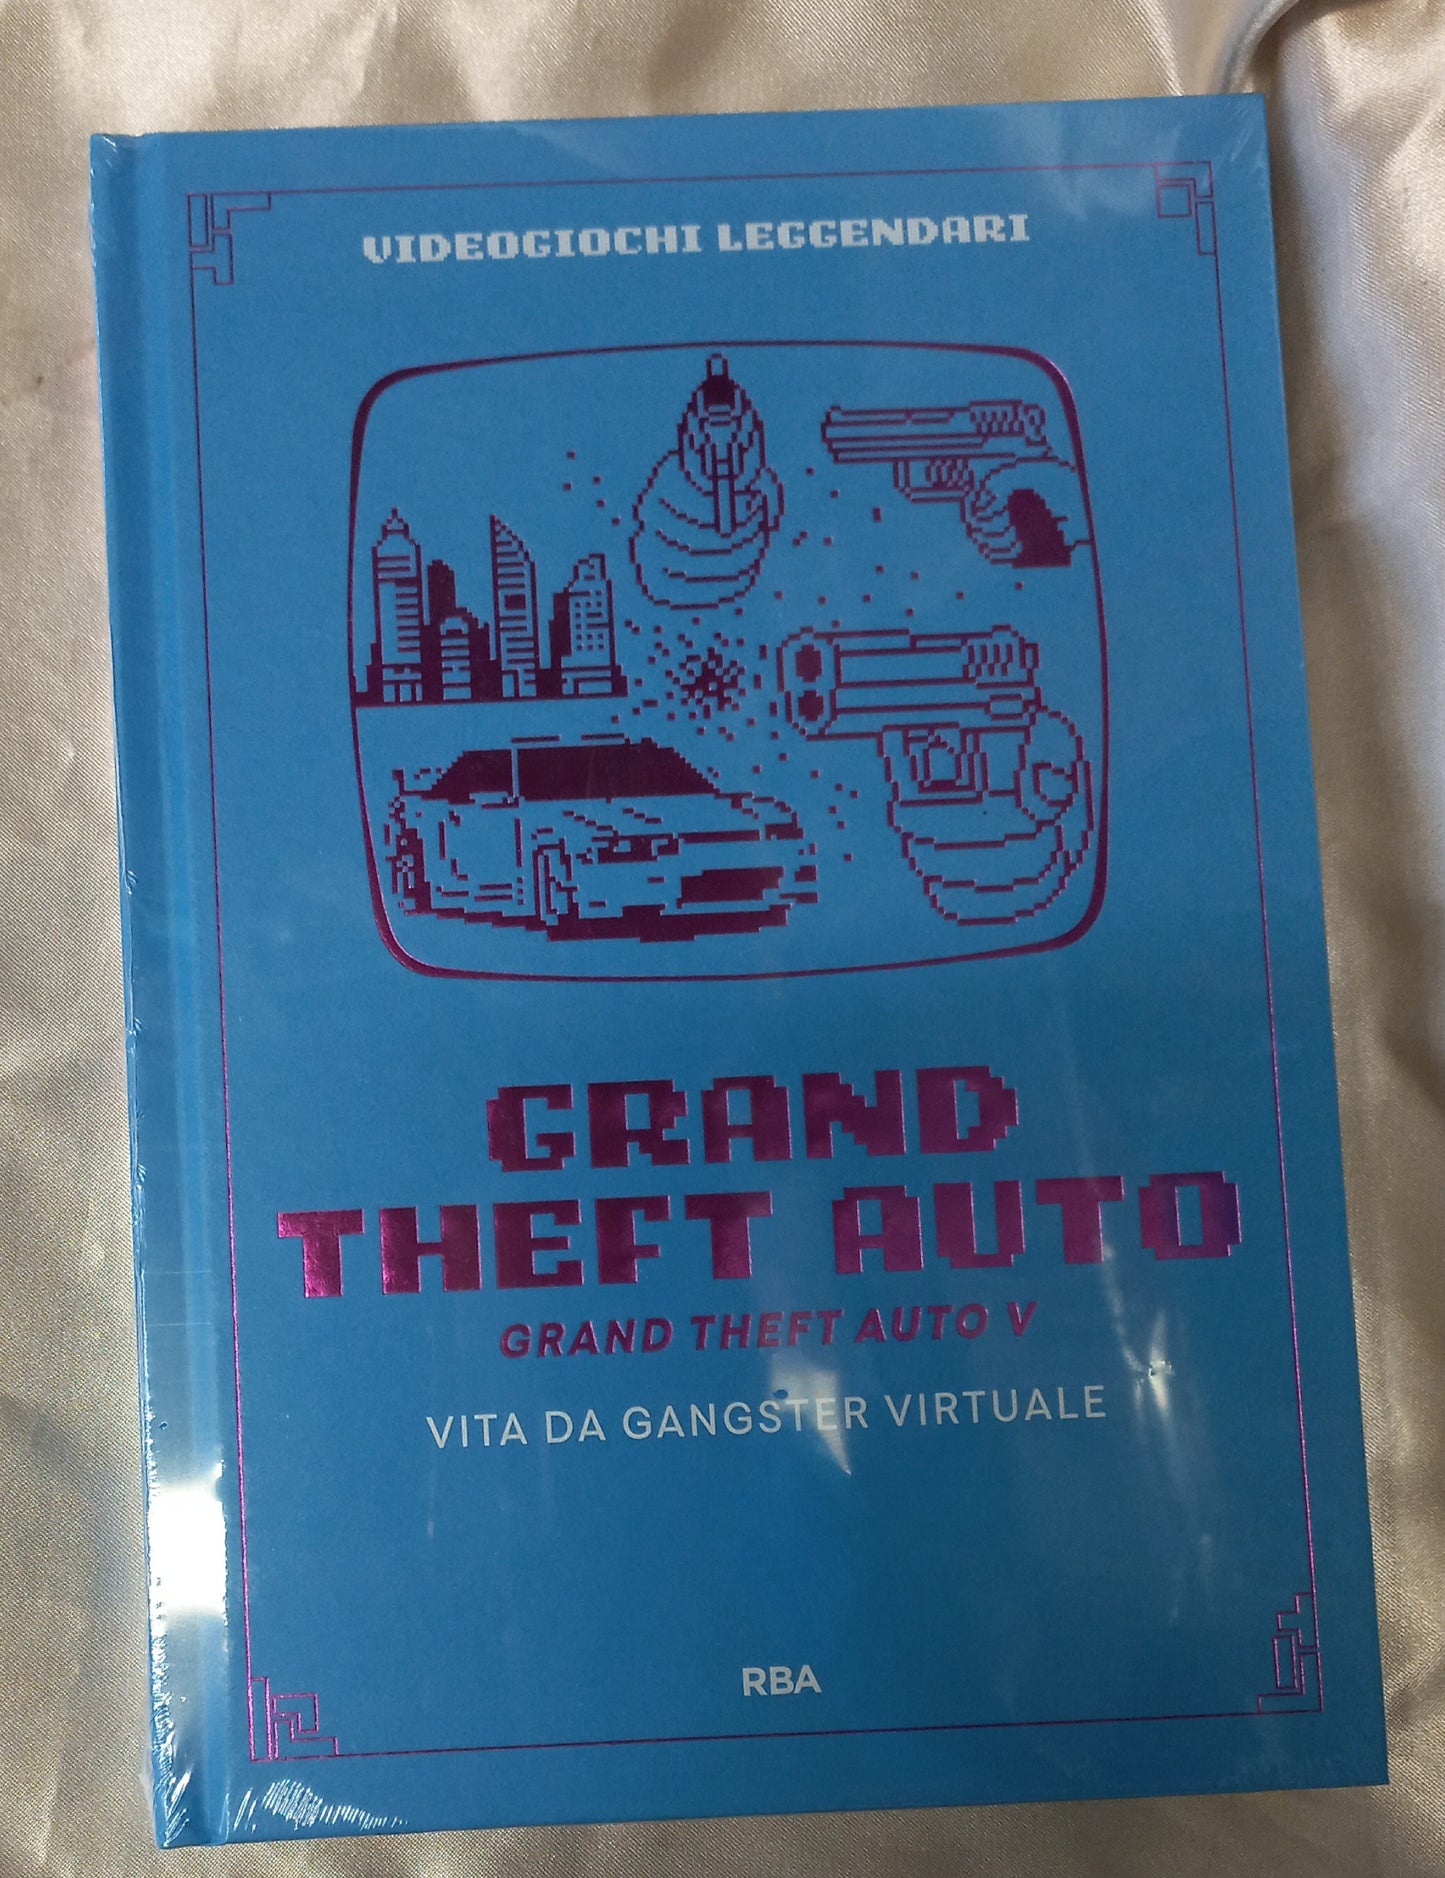 VIDEOGIOCHI LEGGENDARI
GRAND
THEFT AUTO
GRAND THEFT AUTO V
VITA DA GANGSTER VIRTUALE
RBA